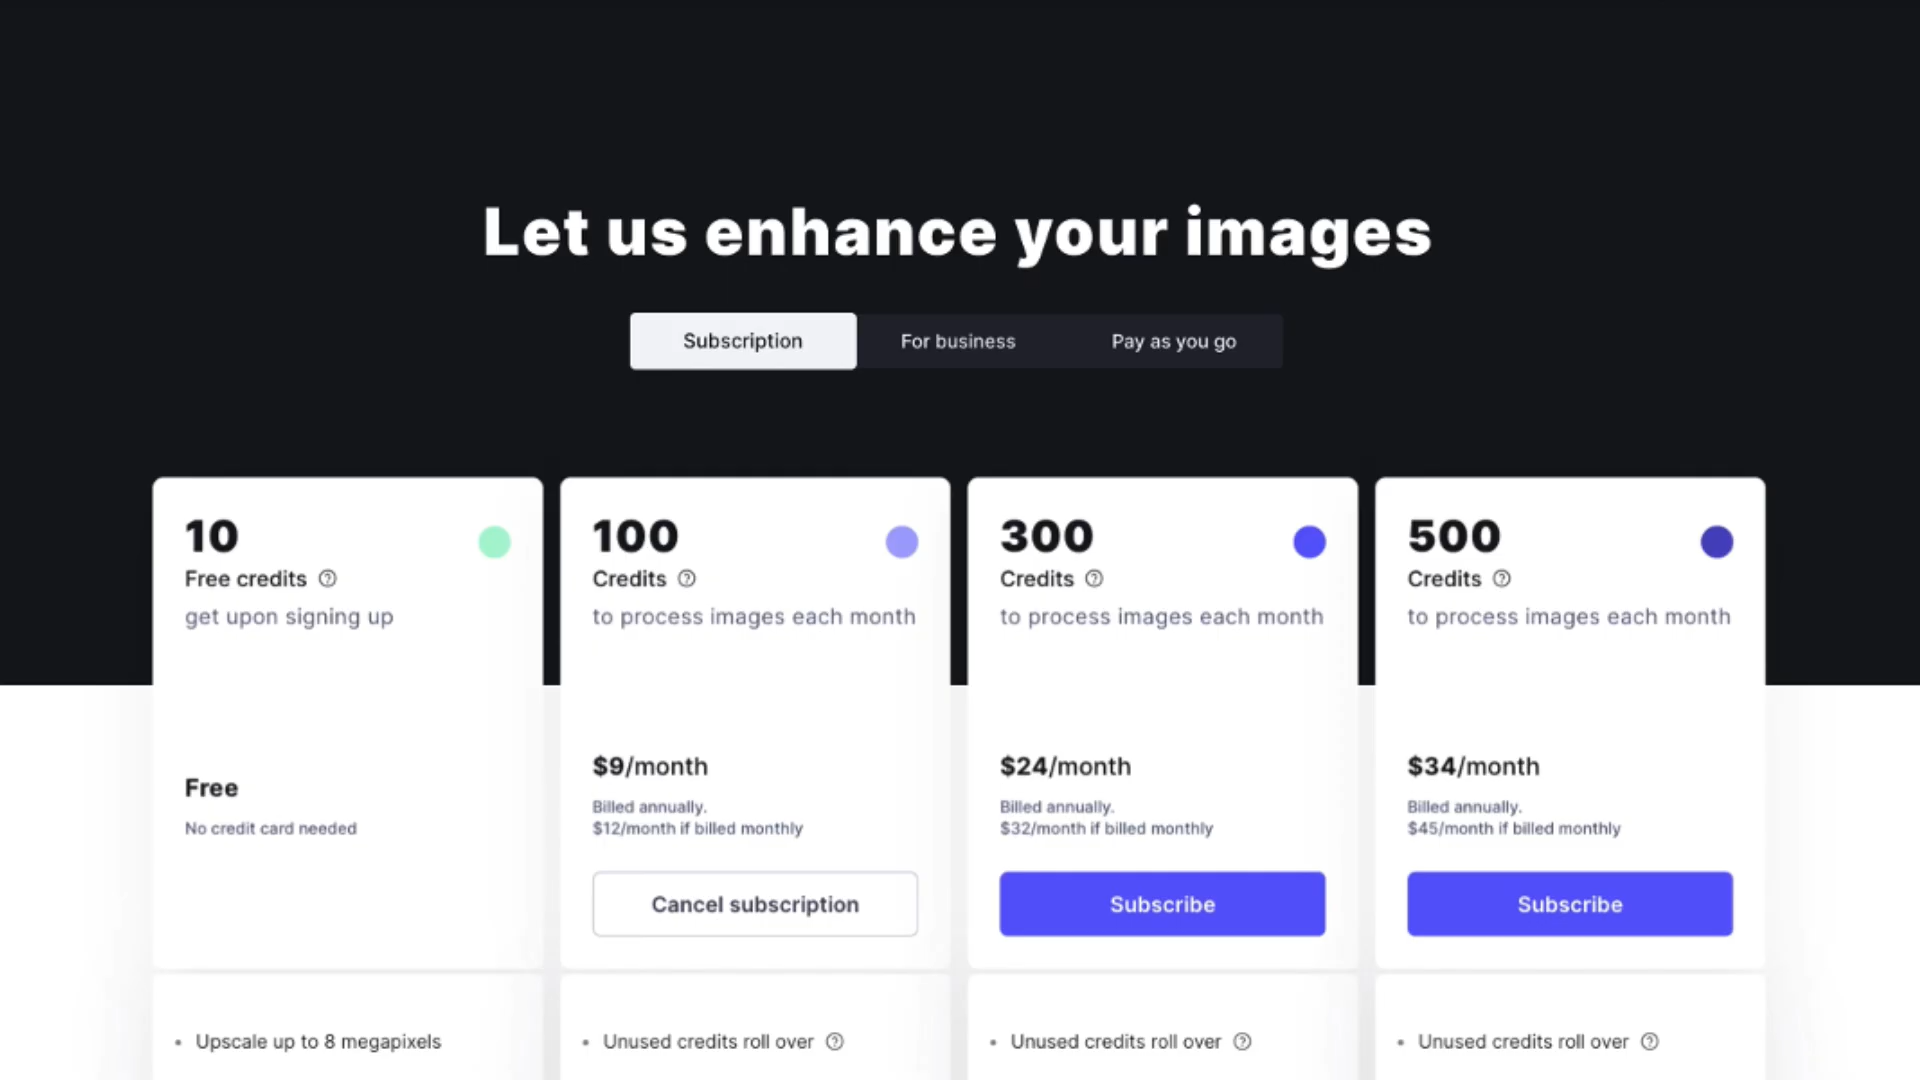 Let us enhance your images
Subscription
For business
Pay as you go
10
Free credits
get upon signing up
Free
No credit card needed
Upscale up to 8 megapixels
100
Credits
to process images each month
$9/month
Billed annually.
$12/month if billed monthly
Cancel subscription
Unused credits roll over
300
Credits
to process images each month
$24/month
Billed annually.
$32/month if billed monthly
Subscribe
Unused credits roll over
500
Credits
to process images each month
$34/month
Billed annually.
$45/month if billed monthly
Subscribe
Unused credits roll over